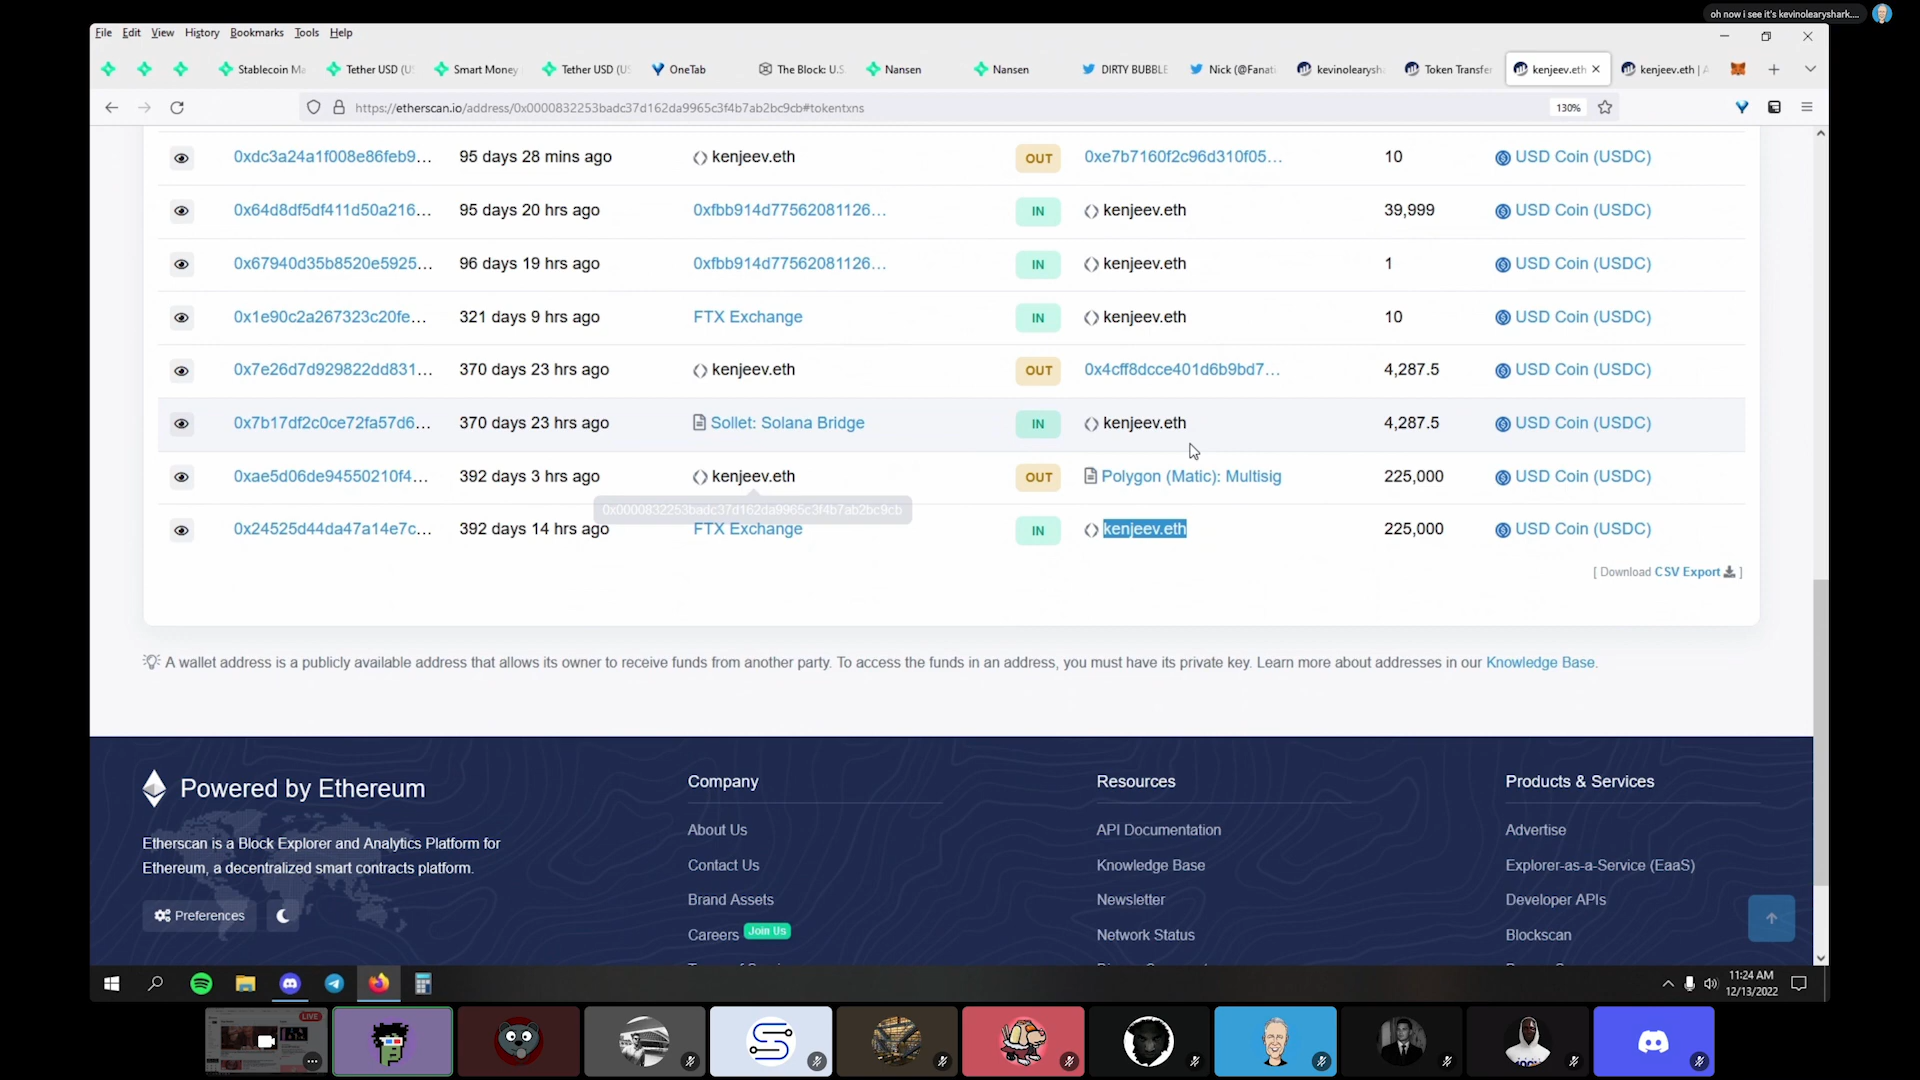 oh now i see it's kevinolearyshark....
File Edit View History Bookmarks Tools Help
Stablecoin Ma
Tether USD (US
Smart Money
Tether USD (US
OneTab
The Block: U.S.
Nansen
Nansen
DIRTY BUBBLE
Nick (@Fanati
kevinolearysh
Token Transfer
kenjeev.eth
kenjeev.eth | A
https://etherscan.io/address/0x0000832253badc37d162da9965c3f4b7ab2bc9cb#tokentxns
130%
0xdc3a24a1f008e86feb9... 95 days 28 mins ago kenjeev.eth OUT 0xe7b7160f2c96d310f05... 10 USD Coin (USDC)
0x64d8df5df411d50a216... 95 days 20 hrs ago 0xfbb914d77562081126... IN kenjeev.eth 39,999 USD Coin (USDC)
0x67940d35b8520e5925... 96 days 19 hrs ago 0xfbb914d77562081126... IN kenjeev.eth 1 USD Coin (USDC)
0x1e90c2a267323c20fe... 321 days 9 hrs ago FTX Exchange IN kenjeev.eth 10 USD Coin (USDC)
0x7e26d7d929822dd831... 370 days 23 hrs ago kenjeev.eth OUT 0x4cff8dcce401d6b9bd7... 4,287.5 USD Coin (USDC)
0x7b17df2c0ce72fa57d6... 370 days 23 hrs ago Sollet: Solana Bridge IN kenjeev.eth 4,287.5 USD Coin (USDC)
0xae5d06de94550210f4... 392 days 3 hrs ago kenjeev.eth OUT Polygon (Matic): Multisig 225,000 USD Coin (USDC)
0x0000832253badc37d162da9965c3f4b7ab2bc9cb
0x24525d44da47a14e7c... 392 days 14 hrs ago FTX Exchange IN kenjeev.eth 225,000 USD Coin (USDC)
[ Download CSV Export ]
A wallet address is a publicly available address that allows its owner to receive funds from another party. To access the funds in an address, you must have its private key. Learn more about addresses in our Knowledge Base.
Powered by Ethereum
Etherscan is a Block Explorer and Analytics Platform for
Ethereum, a decentralized smart contracts platform.
Preferences
Company
About Us
Contact Us
Brand Assets
Careers Join Us
Resources
API Documentation
Knowledge Base
Newsletter
Network Status
Products & Services
Advertise
Explorer-as-a-Service (EaaS)
Developer APIs
Blockscan
11:24 AM
12/13/2022
LIVE